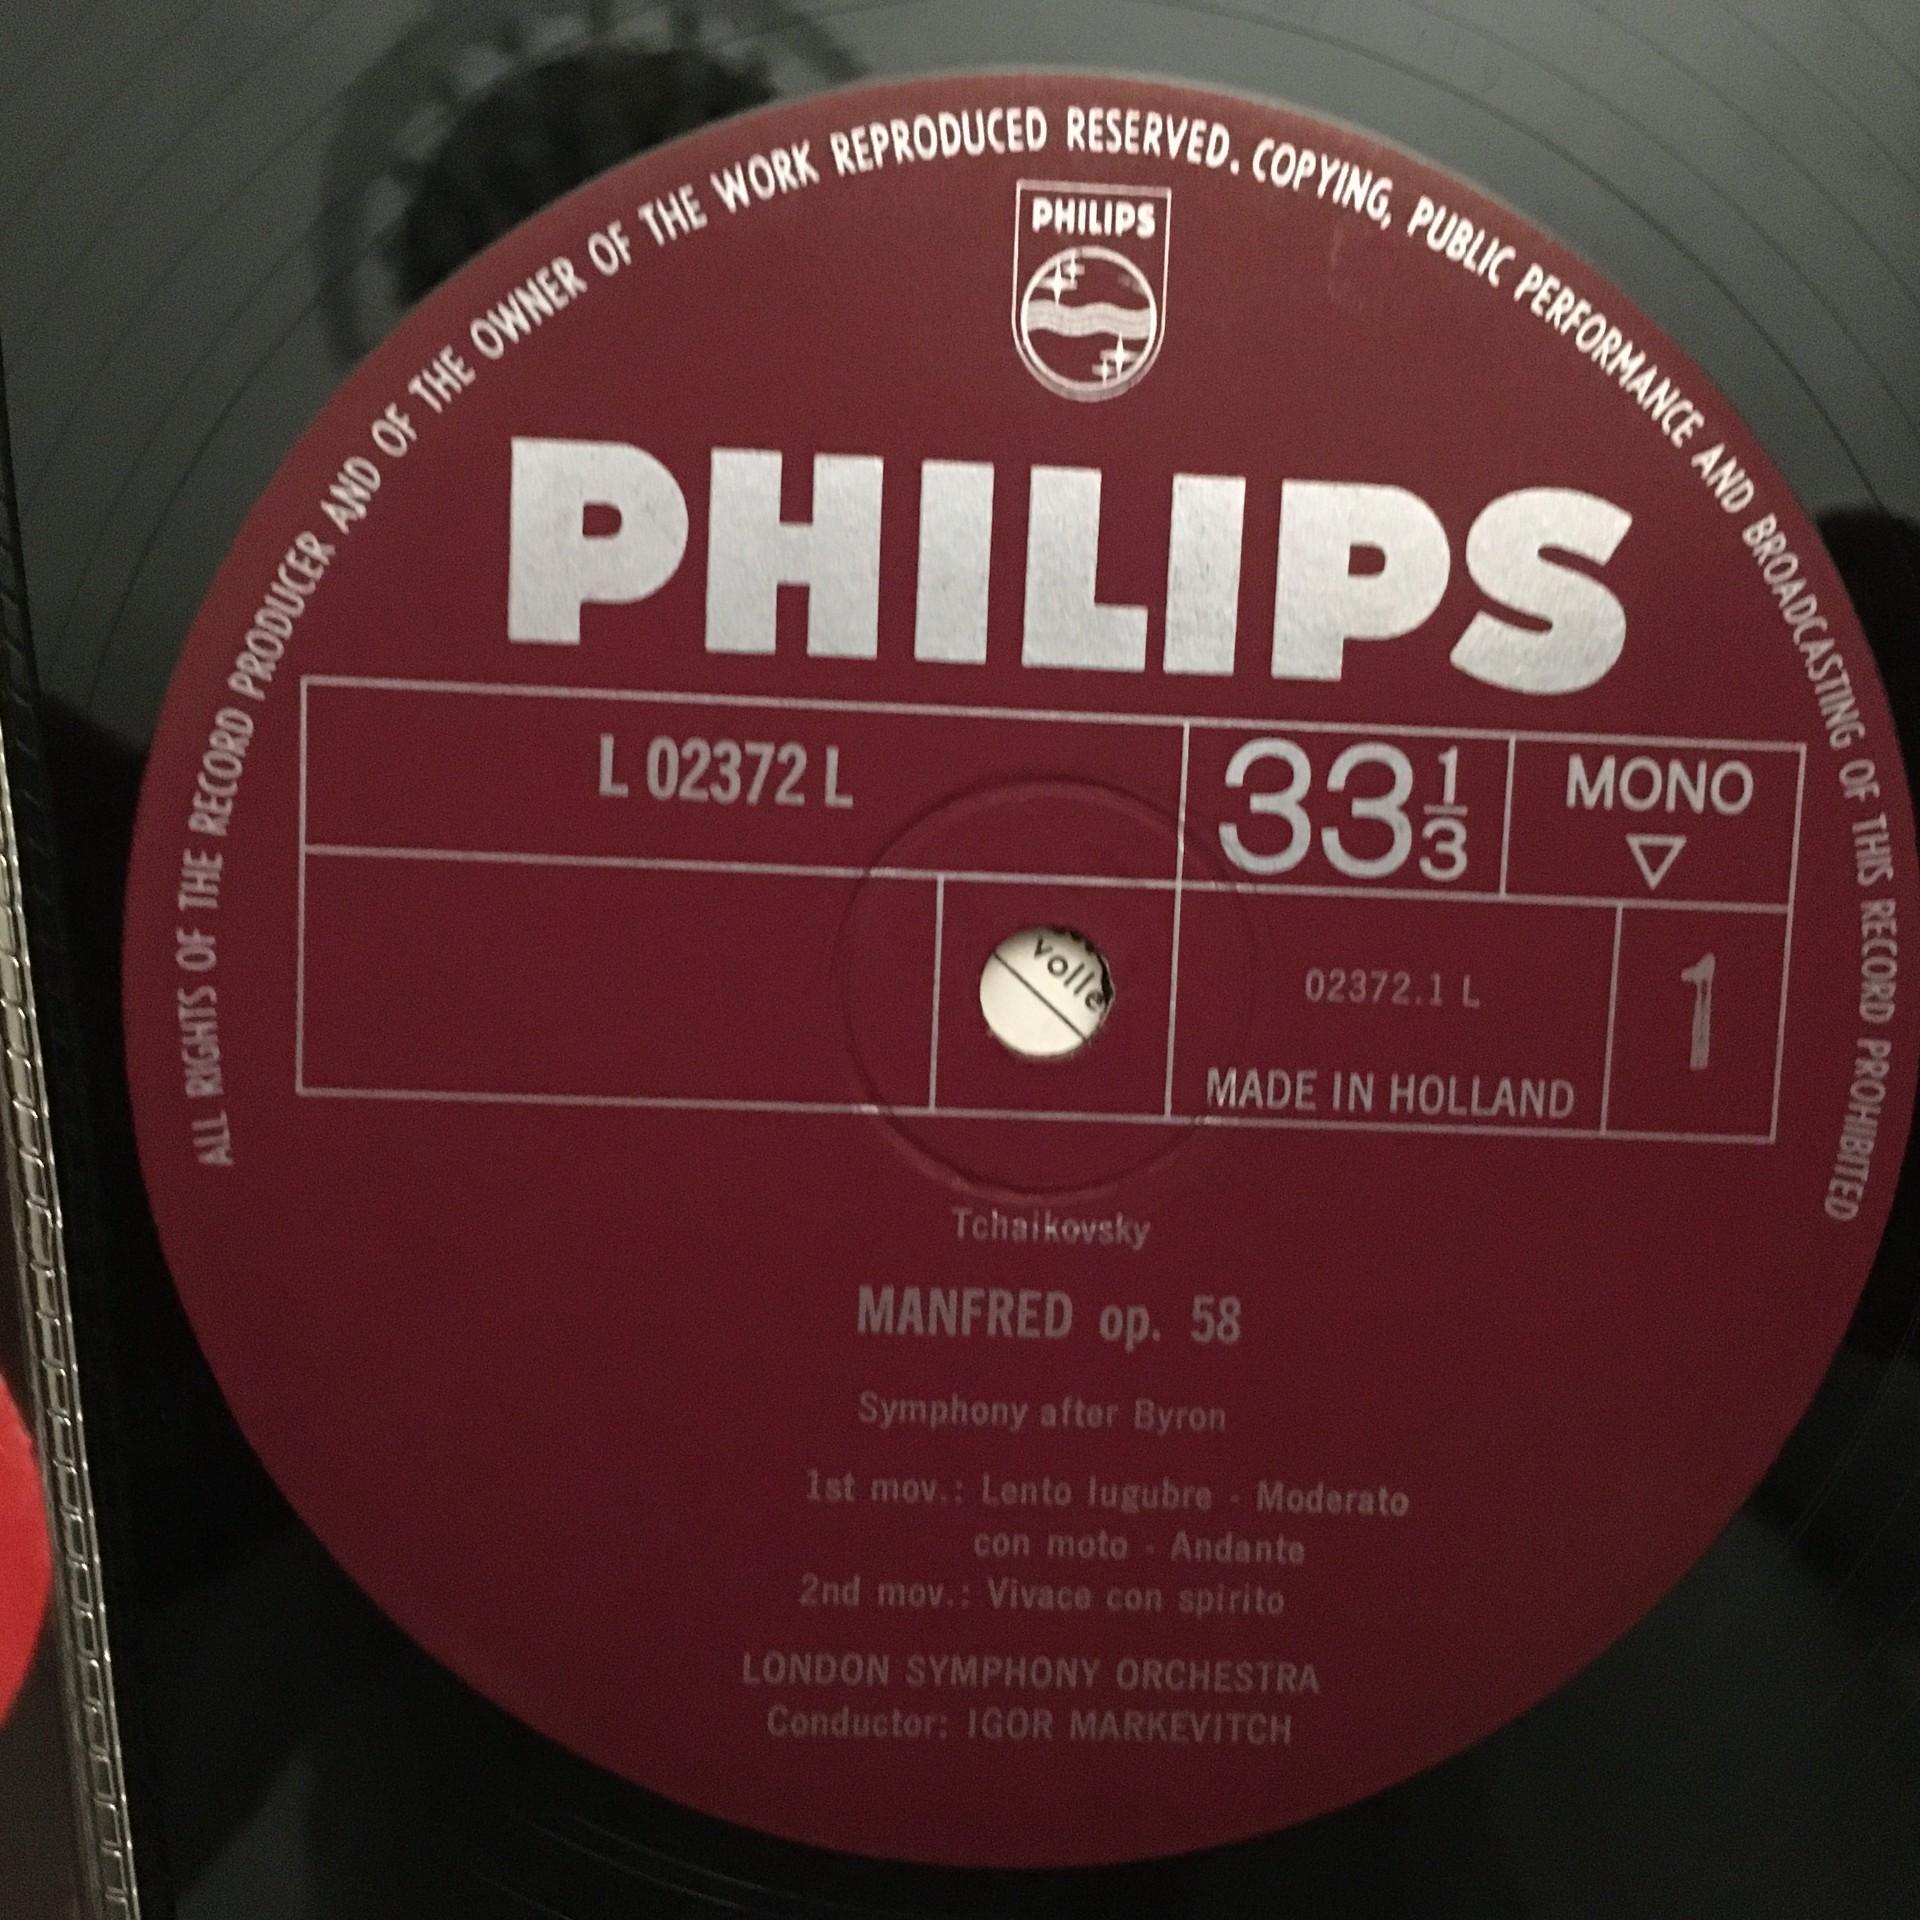 ALL RIGHTS OF THE RECORD PRODUCER AND OF THE OWNER OF THE WORK REPRODUCED RESERVED. COPYING, PUBLIC PERFORMANCE AND BROADCASTING OF THIS RECORD PROHIBITED
PHILIPS
PHILIPS
L 02372 L
33 1/3
MONO
▽
volle
02372.1 L
MADE IN HOLLAND
1
Tchaikovsky
MANFRED op. 58
Symphony after Byron
1st mov.: Lento lugubre - Moderato
con moto - Andante
2nd mov.: Vivace con spirito
LONDON SYMPHONY ORCHESTRA
Conductor: IGOR MARKEVITCH